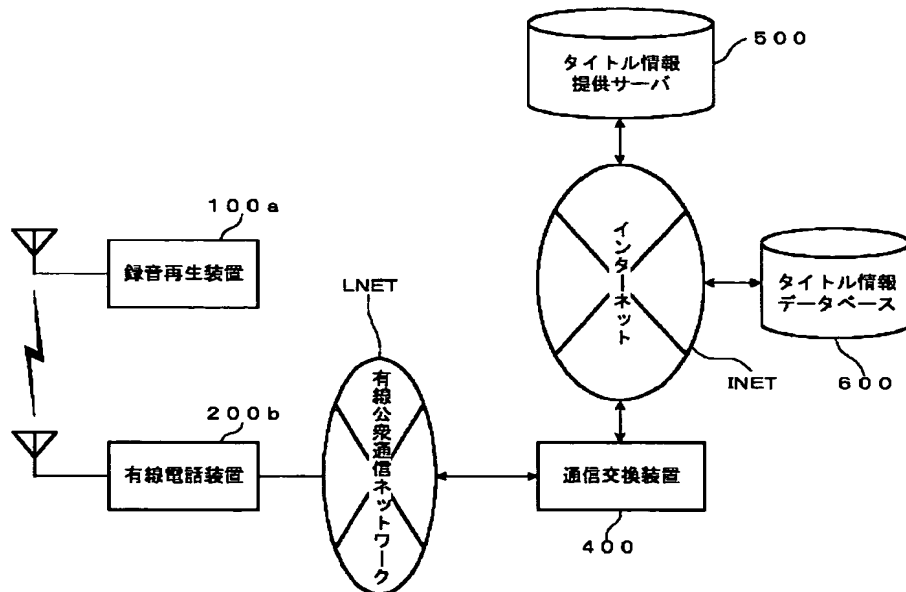 500
タイトル情報
提供サーバ
100a
録音再生装置
LNET
インターネット
タイトル情報
データベース
600
INET
200b
有線電話装置
有線公衆通信ネットワーク
通信交換装置
400